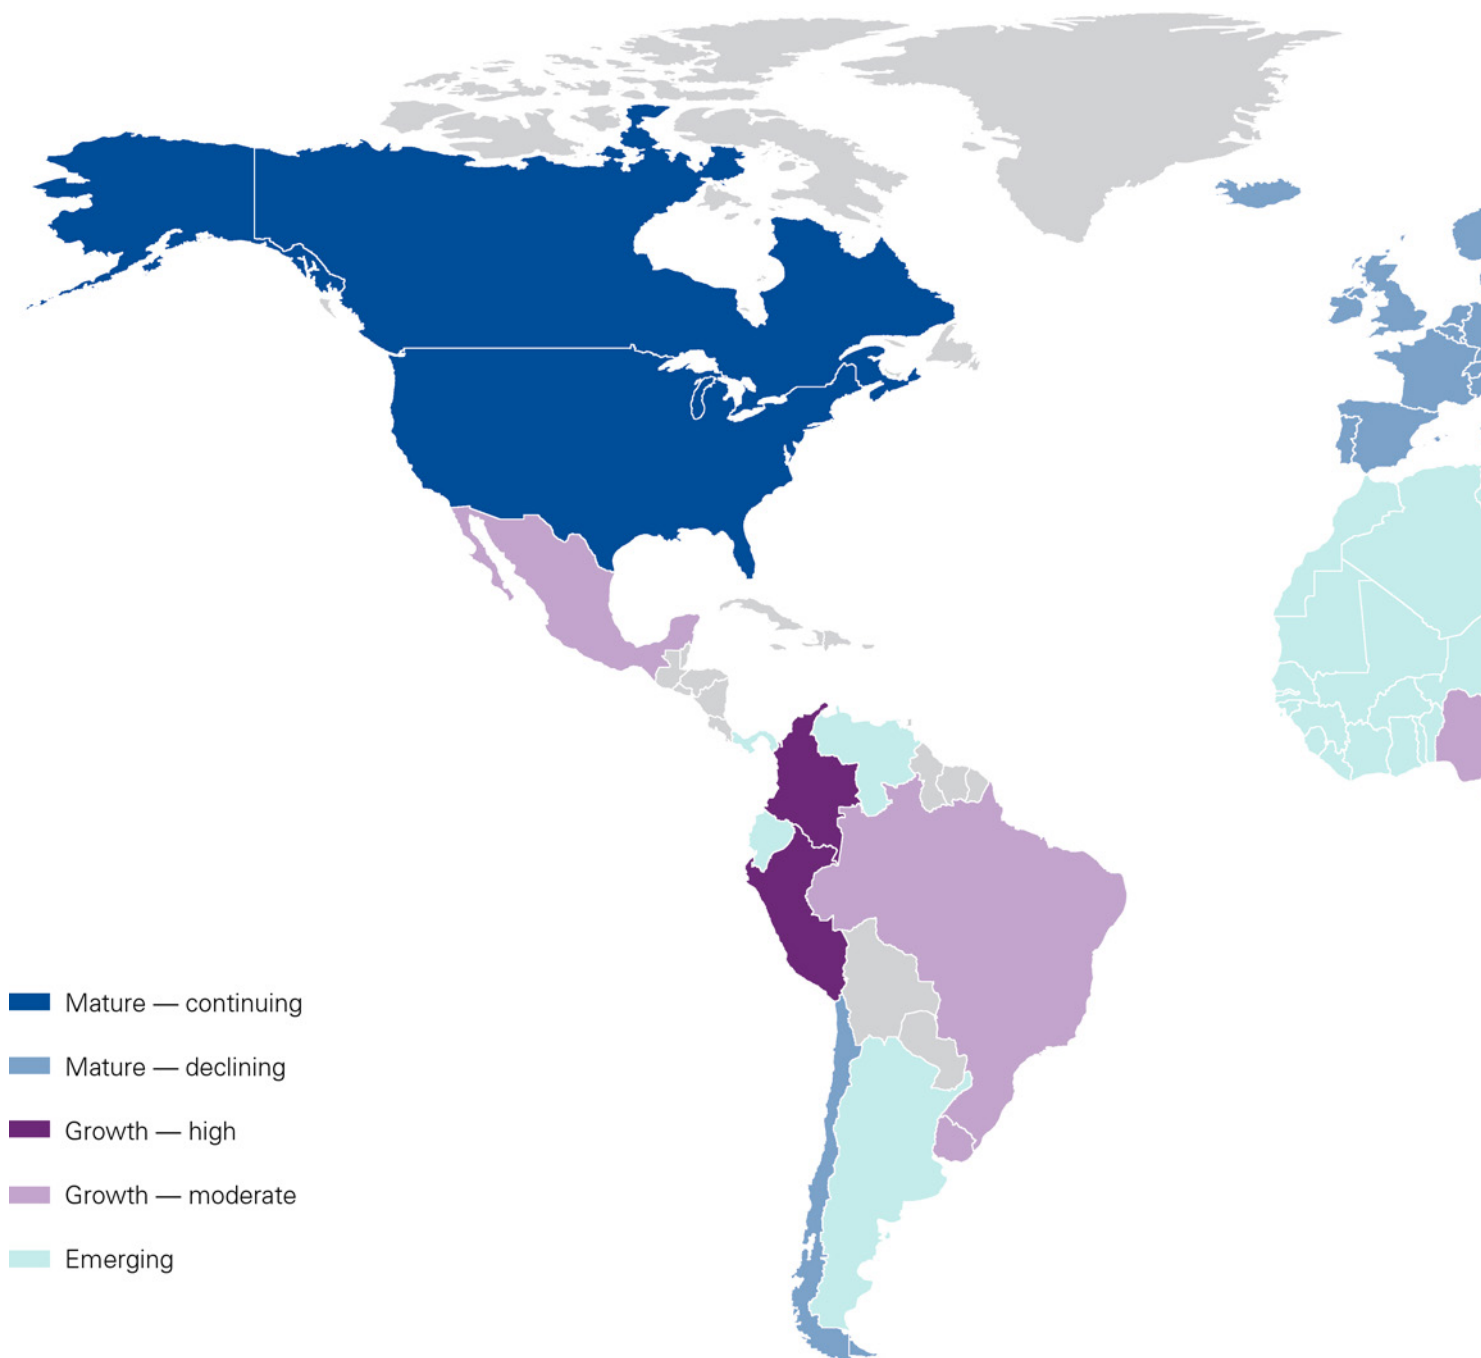 Mature — continuing
Mature — declining
Growth — high
Growth — moderate
Emerging